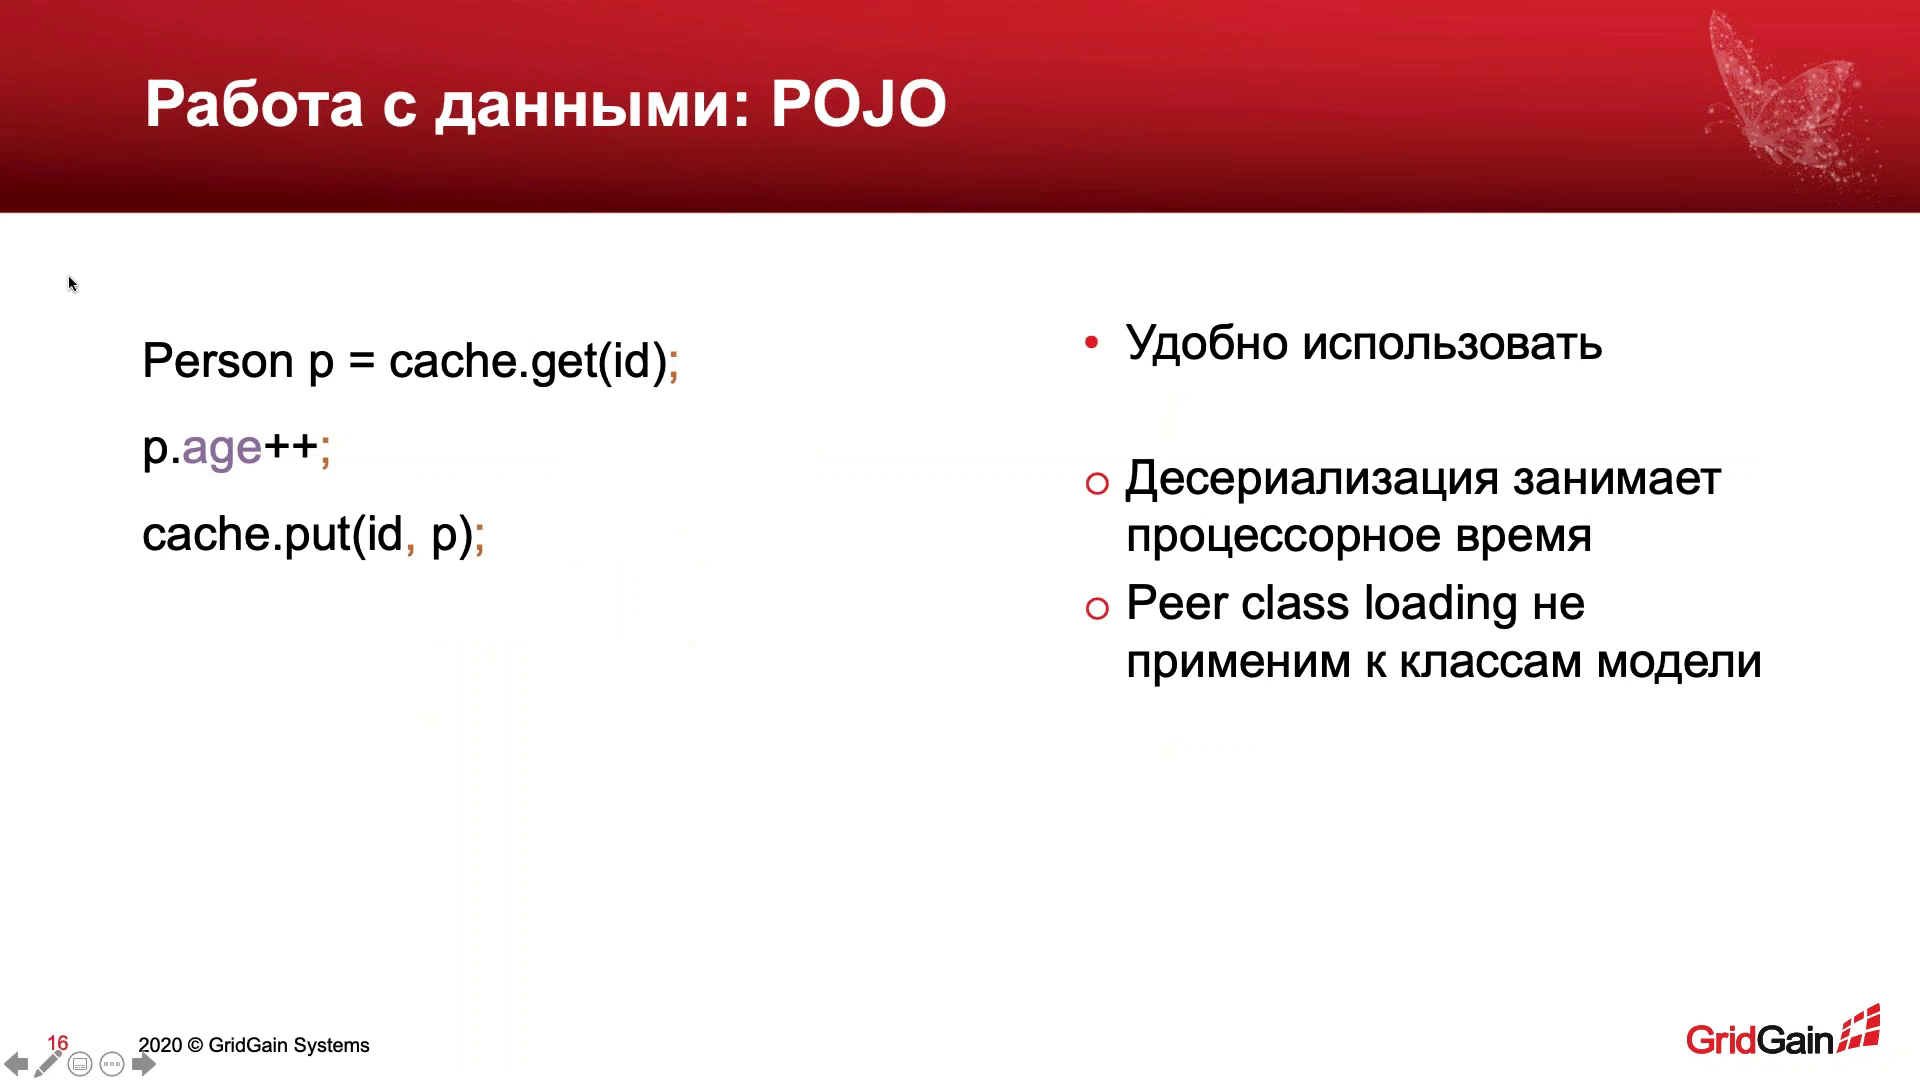 Работа с данными: POJO
Person p = cache.get(id);
p.age++;
cache.put(id, p);
• Удобно использовать
○ Десериализация занимает
процессорное время
○ Peer class loading не
применим к классам модели
16
2020 © GridGain Systems
GridGain